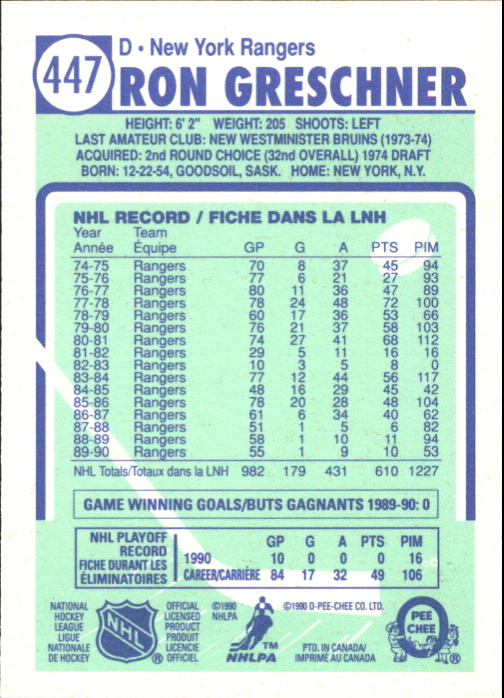 447
D • New York Rangers
RON GRESCHNER
HEIGHT: 6' 2" WEIGHT: 205 SHOOTS: LEFT
LAST AMATEUR CLUB: NEW WESTMINISTER BRUINS (1973-74)
ACQUIRED: 2nd ROUND CHOICE (32nd OVERALL) 1974 DRAFT
BORN: 12-22-54, GOODSOIL, SASK. HOME: NEW YORK, N.Y.
NHL RECORD / FICHE DANS LA LNH
Year Team
Année Équipe GP G A PTS PIM
74-75 Rangers 70 8 37 45 94
75-76 Rangers 77 6 21 27 93
76-77 Rangers 80 11 36 47 89
77-78 Rangers 78 24 48 72 100
78-79 Rangers 60 17 36 53 66
79-80 Rangers 76 21 37 58 103
80-81 Rangers 74 27 41 68 112
81-82 Rangers 29 5 11 16 16
82-83 Rangers 10 3 5 8 0
83-84 Rangers 77 12 44 56 117
84-85 Rangers 48 16 29 45 42
85-86 Rangers 78 20 28 48 104
86-87 Rangers 61 6 34 40 62
87-88 Rangers 51 1 5 6 82
88-89 Rangers 58 1 10 11 94
89-90 Rangers 55 1 9 10 53
NHL Totals/Totaux dans la LNH 982 179 431 610 1227
GAME WINNING GOALS/BUTS GAGNANTS 1989-90: 0
NHL PLAYOFF
RECORD
FICHE DURANT LES
ÉLIMINATOIRES
GP G A PTS PIM
1990 10 0 0 0 16
CAREER/CARRIÈRE 84 17 32 49 106
NATIONAL
HOCKEY
LEAGUE
LIGUE
NATIONALE
DE HOCKEY
NHL
®
OFFICIAL
LICENSED
PRODUCT
PRODUIT
LICENCIE
OFFICIEL
©1990
NHLPA
TM
NHLPA
©1990 O-PEE-CHEE CO. LTD.
PTD. IN CANADA/
IMPRIMÉ AU CANADA
PEE
CHEE
®